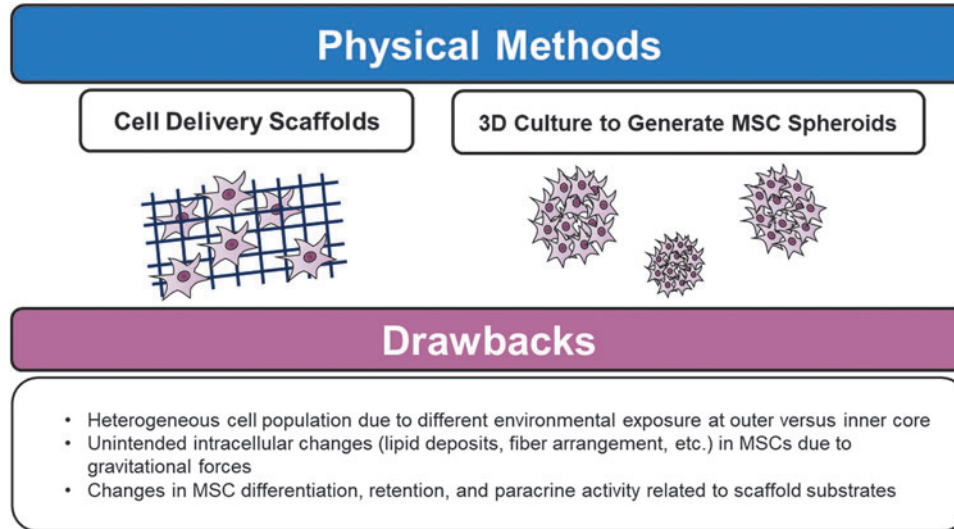 Physical Methods
Cell Delivery Scaffolds
3D Culture to Generate MSC Spheroids
Drawbacks
• Heterogeneous cell population due to different environmental exposure at outer versus inner core
• Unintended intracellular changes (lipid deposits, fiber arrangement, etc.) in MSCs due to
gravitational forces
• Changes in MSC differentiation, retention, and paracrine activity related to scaffold substrates